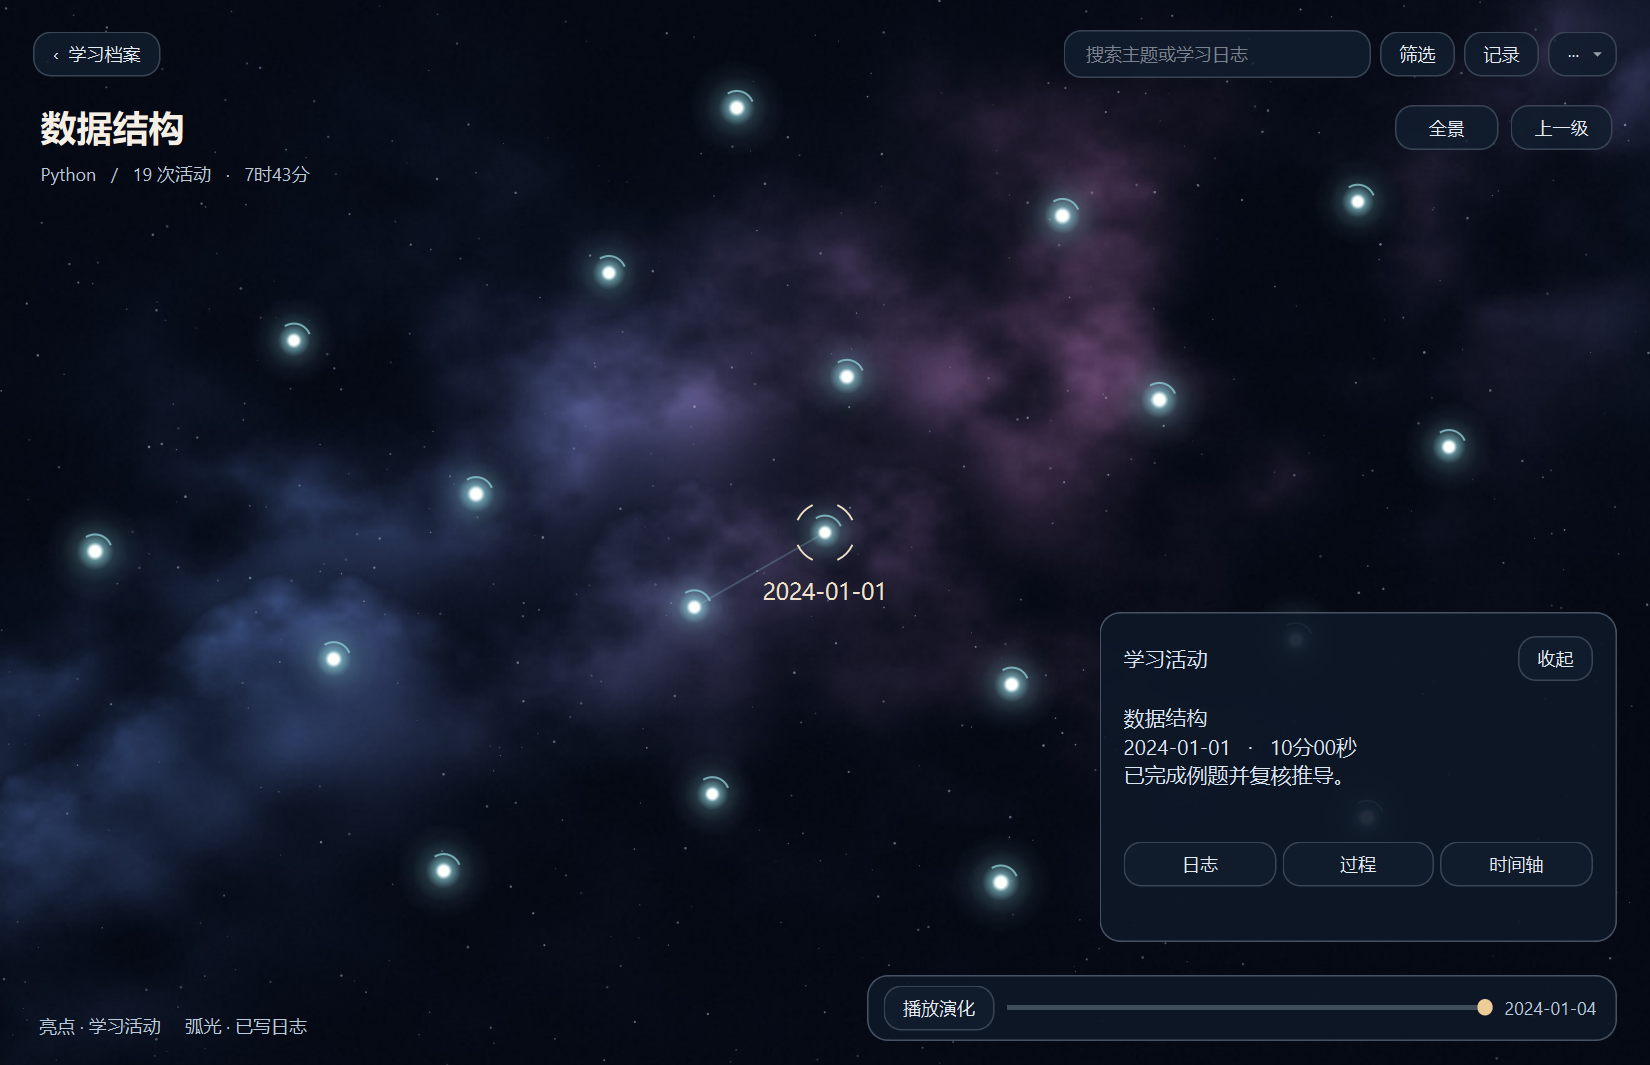 ‹ 学习档案
搜索主题或学习日志
筛选
记录
...
数据结构
全景
上一级
Python / 19 次活动 · 7时43分
2024-01-01
学习活动
收起
数据结构
2024-01-01 · 10分00秒
已完成例题并复核推导。
日志
过程
时间轴
播放演化
2024-01-04
亮点 · 学习活动 弧光 · 已写日志